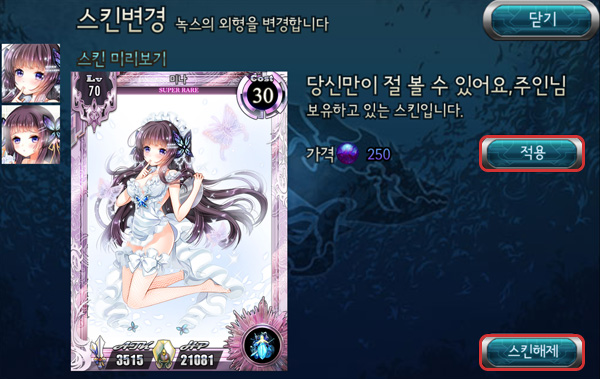 스킨변경 녹스의 외형을 변경합니다
닫기
스킨 미리보기
Lv
70
미나
SUPER RARE
Cost
30
당신만이 절 볼 수 있어요,주인님
보유하고 있는 스킨입니다.
가격 250
적용
3515
21081
스킨해제